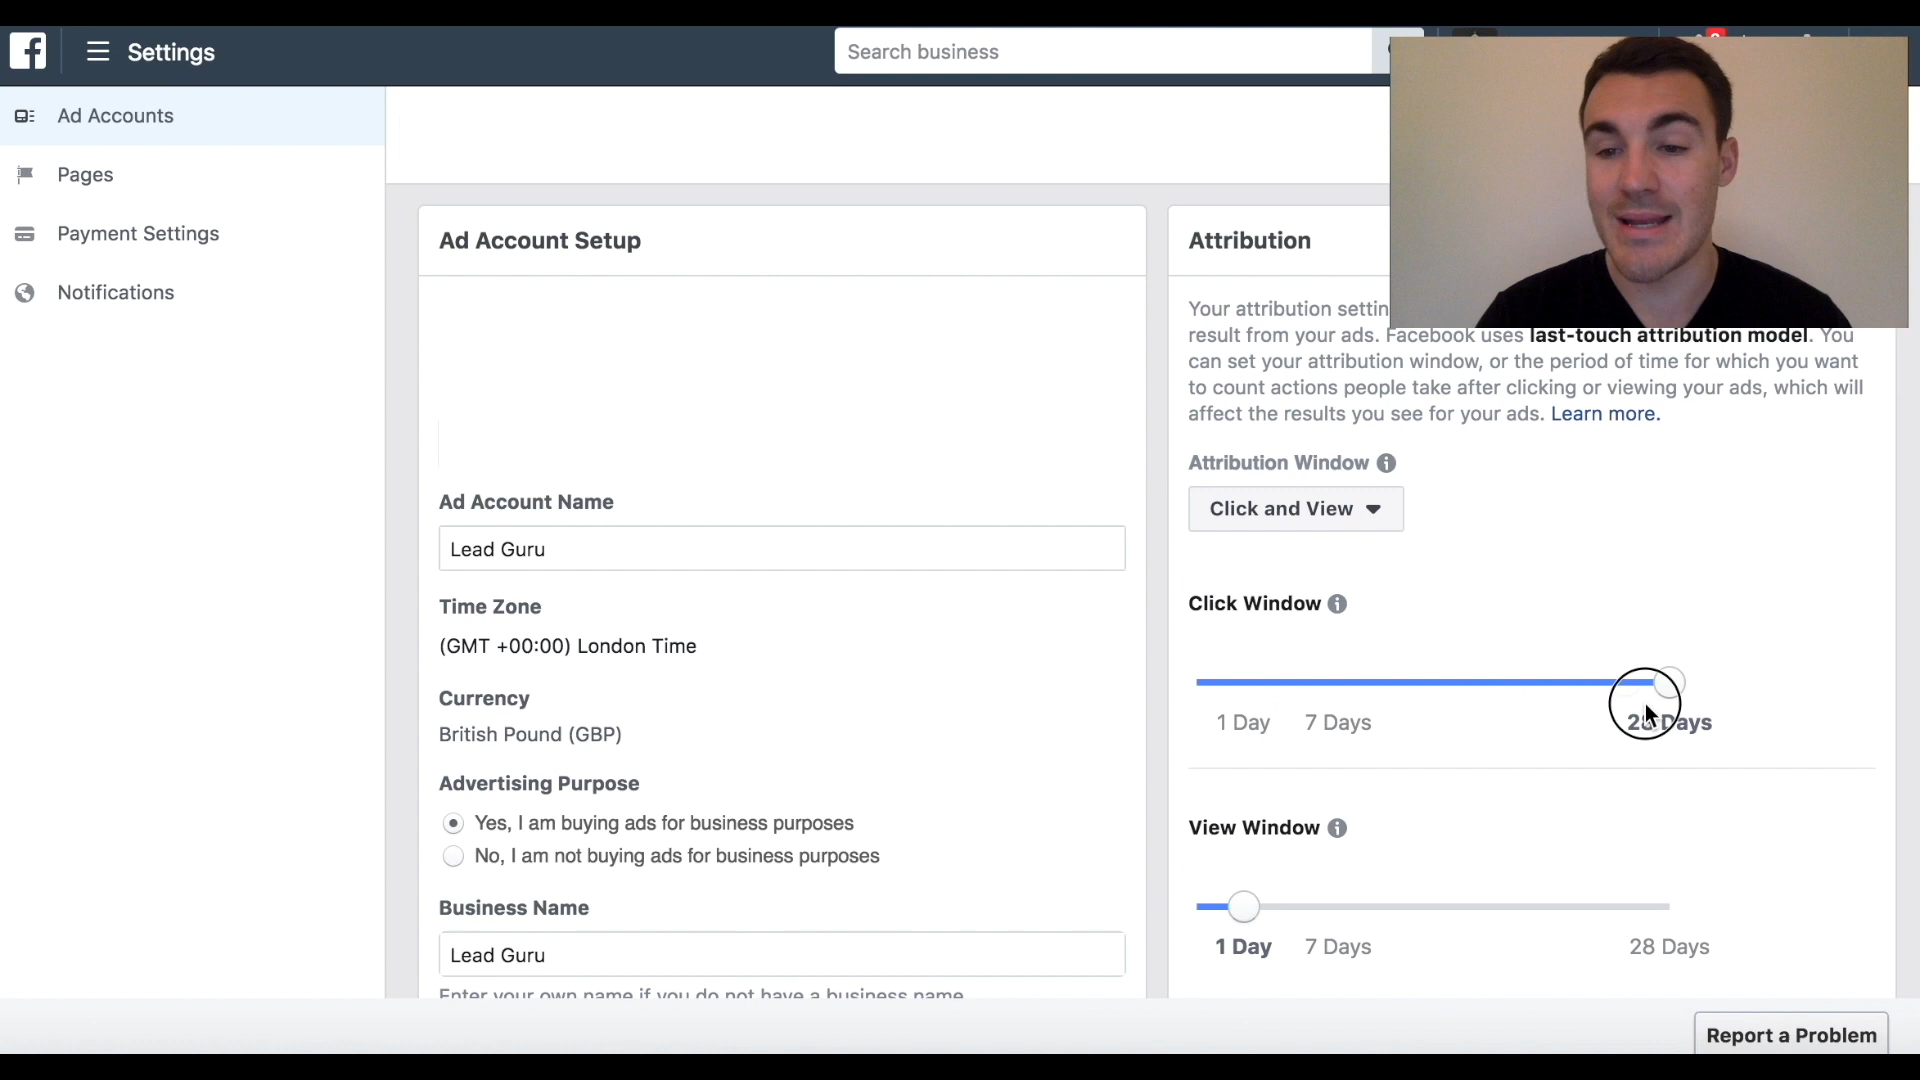 Settings
Search business
Ad Accounts
Pages
Payment Settings
Notifications
Ad Account Setup
Ad Account Name
Lead Guru
Time Zone
(GMT +00:00) London Time
Currency
British Pound (GBP)
Advertising Purpose
Yes, I am buying ads for business purposes
No, I am not buying ads for business purposes
Business Name
Lead Guru
Enter your own name if you do not have a business name
Attribution
Your attribution settin
result from your ads. Facebook uses last-touch attribution model. You
can set your attribution window, or the period of time for which you want
to count actions people take after clicking or viewing your ads, which will
affect the results you see for your ads. Learn more.
Attribution Window
Click and View
Click Window
1 Day 7 Days 28 Days
View Window
1 Day 7 Days 28 Days
Report a Problem